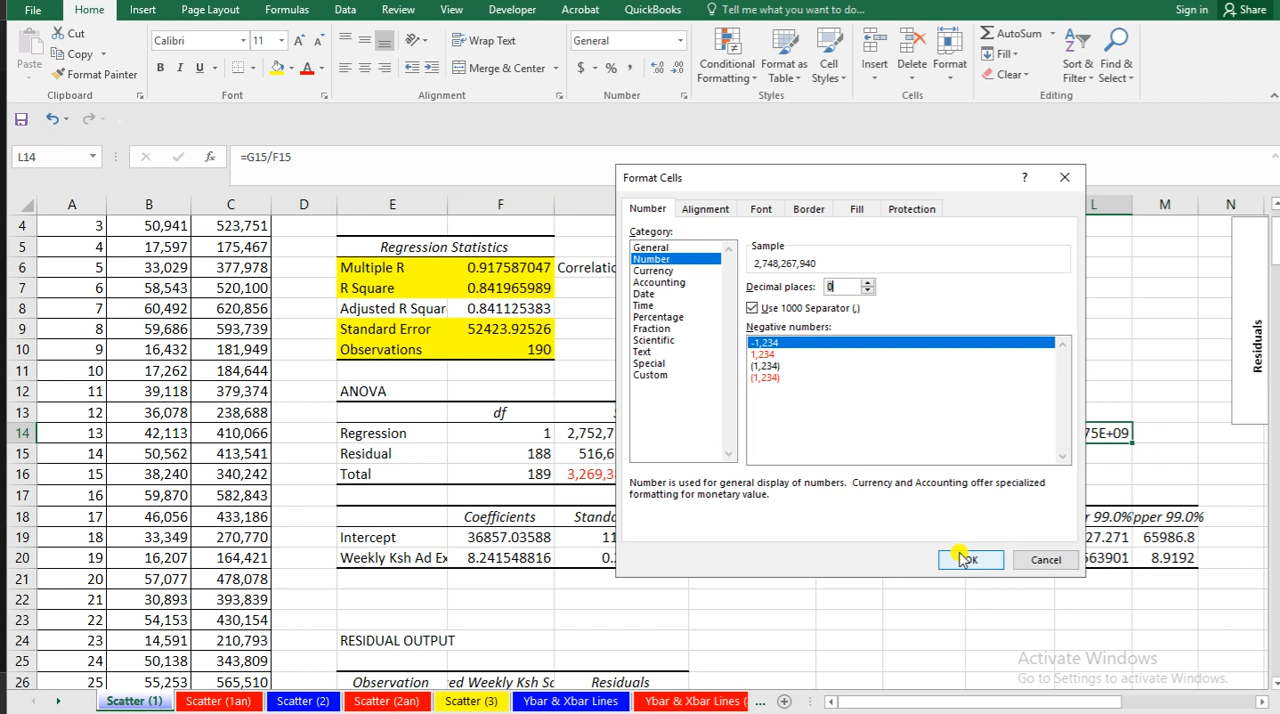 File Home Insert Page Layout Formulas Data Review View Developer Acrobat QuickBooks Tell me what you want to do... Sign in Share
Paste Cut Copy Format Painter Clipboard
Calibri 11 B I U A Font
Wrap Text Merge & Center Alignment
General $ % , Number
Conditional Formatting Format as Table Cell Styles Styles
Insert Delete Format Cells
AutoSum Fill Clear Sort & Filter Find & Select Editing
L14 fx =G15/F15
A B C D E F L M N
4 3 50,941 523,751
5 4 17,597 175,467 Regression Statistics
6 5 33,029 377,978 Multiple R 0.917587047
7 6 58,543 520,100 R Square 0.841965989
8 7 60,492 620,856 Adjusted R Squar 0.841125383
9 8 59,686 593,739 Standard Error 52423.92526
10 9 16,432 181,949 Observations 190
11 10 17,262 184,644
12 11 39,118 379,374 ANOVA
13 12 36,078 238,688 df
14 13 42,113 410,066 Regression 1 2,752,7 75E+09
15 14 50,562 413,541 Residual 188 516,6
16 15 38,240 340,242 Total 189
17 16 59,870 582,843
18 17 46,056 433,186 Coefficients Standa r 99.0% pper 99.0%
19 18 33,349 270,770 Intercept 36857.03588 11 27.271 65986.8
20 19 16,207 164,421 Weekly Ksh Ad Ex 8.241548816 563901 8.9192
21 20 57,077 478,078
22 21 30,893 393,839
23 22 54,153 430,154
24 23 14,591 210,793 RESIDUAL OUTPUT
25 24 50,138 343,809
26 25 55,253 565,510 Observation ed Weekly Ksh Sc Residuals
Residuals
Format Cells ?
Number Alignment Font Border Fill Protection
Category:
General
Number
Currency
Accounting
Date
Time
Percentage
Fraction
Scientific
Text
Special
Custom
Sample
2,748,267,940
Decimal places: 0
Use 1000 Separator (,)
Negative numbers:
-1,234
1,234
(1,234)
(1,234)
Number is used for general display of numbers. Currency and Accounting offer specialized
formatting for monetary value.
OK Cancel
Activate Windows
Go to Settings to activate Windows.
Scatter (1) Scatter (1an) Scatter (2) Scatter (2an) Scatter (3) Ybar & Xbar Lines Ybar & Xbar Lines ( ...